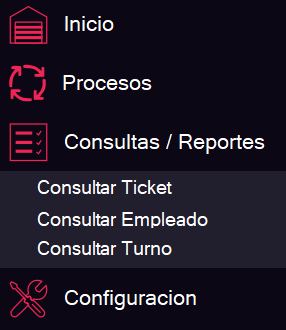 Inicio
Procesos
Consultas / Reportes
Consultar Ticket
Consultar Empleado
Consultar Turno
Configuracion